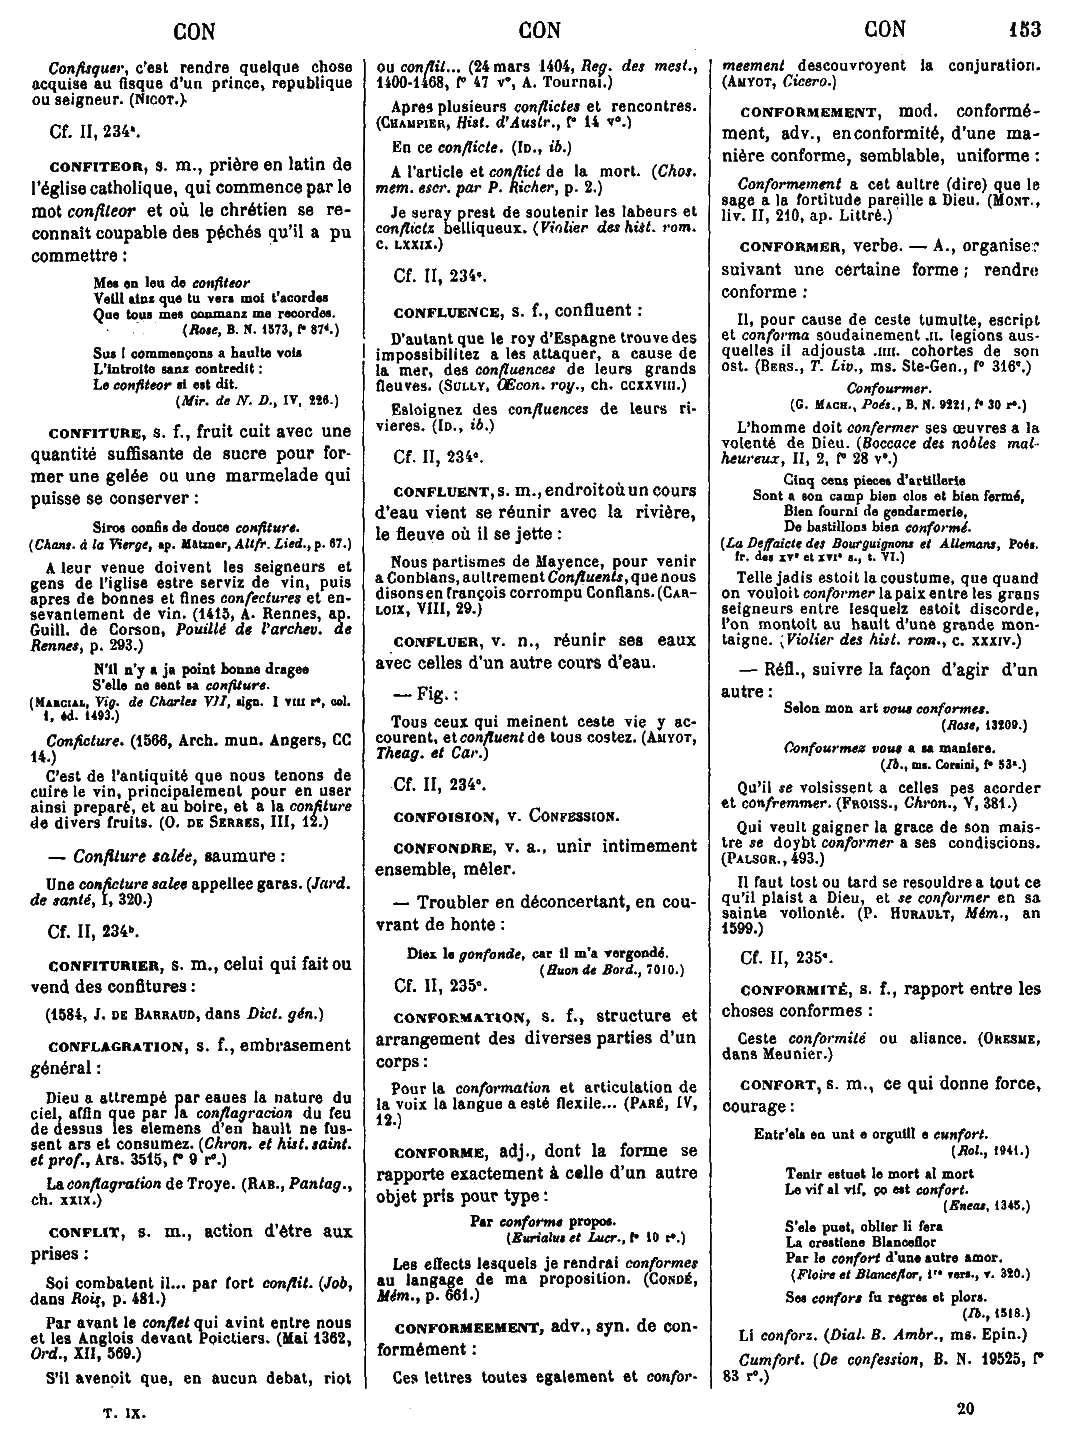 CON
CON
CON 153
Confisquer, c'est rendre quelque chose
acquise au fisque d'un prince, republique
ou seigneur. (NICOT.)
Cf. II, 234ª.
CONFITEOR, s. m., prière en latin de
l'église catholique, qui commence par le
mot confiteor et où le chrétien se re-
connait coupable des péchés qu'il a pu
commettre :
Mes en leu de confiteor
Veill ainz que tu vers moi t'acordes
Que tous mes conmanz me recordes.
(Rose, B. N. 1573, fº 87ᵈ.)
Sus I commençons a haulte vois
L'introite sanz contredit :
Le confiteor si est dit.
(Mir. de N. D., IV, 226.)
CONFITURE, s. f., fruit cuit avec une
quantité suffisante de sucre pour for-
mer une gelée ou une marmelade qui
puisse se conserver :
Siros confis de douce confiture.
(Chans. à la Vierge, ap. Mätzner, Altfr. Lied., p. 67.)
A leur venue doivent les seigneurs et
gens de l'iglise estre serviz de vin, puis
apres de bonnes et fines confectures et en-
sevantement de vin. (1415, A. Rennes, ap.
Guill. de Corson, Pouillé de l'archev. de
Rennes, p. 293.)
N'il n'y a ja point bonne dragee
S'elle ne sent sa confiture.
(MARCIAL, Vig. de Charles VII, sign. I VIII rº, col.
1, éd. 1493.)
Conficture. (1566, Arch. mun. Angers, CC
14.)
C'est de l'antiquité que nous tenons de
cuire le vin, principalement pour en user
ainsi preparé, et au boire, et a la confiture
de divers fruits. (O. DE SERRES, III, 12.)
— Confiture salée, saumure :
Une conficture salee appellee garas. (Jard.
de santé, I, 320.)
Cf. II, 234ᵇ.
CONFITURIER, s. m., celui qui fait ou
vend des confitures :
(1584, J. DE BARRAUD, dans Dict. gén.)
CONFLAGRATION, s. f., embrasement
général :
Dieu a attrempé par eaues la nature du
ciel, affin que par la conflagracion du feu
de dessus les elemens d'en hault ne fus-
sent ars et consumez. (Chron. et hist. saint.
et prof., Ars. 3515, fº 9 rº.)
La conflagration de Troye. (RAB., Pantag.,
ch. XXIX.)
CONFLIT, s. m., action d'être aux
prises :
Soi combatent il... par fort conflit. (Job,
dans Rois, p. 481.)
Par avant le conflet qui avint entre nous
et les Anglois devant Poictiers. (Mai 1362,
Ord., XII, 569.)
S'il avenoit que, en aucun debat, riot
T. IX.
ou conflit... (24 mars 1404, Reg. des mest.,
1400-1468, fº 47 vº, A. Tournai.)
Apres plusieurs conflictes et rencontres.
(CHAMPIER, Hist. d'Austr., fº 14 vº.)
En ce conflicte. (ID., ib.)
A l'article et conflict de la mort. (Chos.
mem. escr. par P. Richer, p. 2.)
Je seray prest de soutenir les labeurs et
conflictz belliqueux. (Violier des hist. rom.
c. LXXIX.)
Cf. II, 234ᶜ.
CONFLUENCE, s. f., confluent :
D'autant que le roy d'Espagne trouve des
impossibilitez a les attaquer, a cause de
la mer, des confluences de leurs grands
fleuves. (SULLY, Œcon. roy., ch. CCXXVIII.)
Esloignez des confluences de leurs ri-
vieres. (ID., ib.)
Cf. II, 234ᶜ.
CONFLUENT, s. m., endroit où un cours
d'eau vient se réunir avec la rivière,
le fleuve où il se jette :
Nous partismes de Mayence, pour venir
a Conblans, aultrement Confluents, que nous
disons en françois corrompu Conflans. (CAR-
LOIX, VIII, 29.)
CONFLUER, v. n., réunir ses eaux
avec celles d'un autre cours d'eau.
— Fig. :
Tous ceux qui meinent ceste vie y ac-
courent, et confluent de tous costez. (AMYOT,
Theag. et Car.)
Cf. II, 234ᶜ.
CONFOISION, v. CONFESSION.
CONFONDRE, v. a., unir intimement
ensemble, mêler.
— Troubler en déconcertant, en cou-
vrant de honte :
Diex le gonfonde, car il m'a vergondé.
(Huon de Bord., 7010.)
Cf. II, 235ᵃ.
CONFORMATION, s. f., structure et
arrangement des diverses parties d'un
corps :
Pour la conformation et articulation de
la voix la langue a esté flexile... (PARÉ, IV,
12.)
CONFORME, adj., dont la forme se
rapporte exactement à celle d'un autre
objet pris pour type :
Par conforme propos.
(Eurialus et Lucr., fº 10 rº.)
Les effects lesquels je rendrai conformes
au langage de ma proposition. (CONDÉ,
Mém., p. 661.)
CONFORMEEMENT, adv., syn. de con-
formément :
Ces lettres toutes egalement et confor-
meement descouvroyent la conjuration.
(AMYOT, Cicero.)
CONFORMEMENT, mod. conformé-
ment, adv., en conformité, d'une ma-
nière conforme, semblable, uniforme :
Conformement a cet aultre (dire) que le
sage a la fortitude pareille a Dieu. (MONT.,
liv. II, 210, ap. Littré.)
CONFORMER, verbe. — A., organiser
suivant une certaine forme ; rendre
conforme :
Il, pour cause de ceste tumulte, escript
et conforma soudainement .II. legions aus-
quelles il adjousta .IIII. cohortes de son
ost. (BERS., T. Liv., ms. Ste-Gen., fº 316ᶜ.)
Confourmer.
(G. MACH., Poés., B. N. 9221, fº 30 rº.)
L'homme doit confermer ses œuvres a la
volenté de Dieu. (Boccace des nobles mal-
heureux, II, 2, fº 28 vº.)
Cinq cens pieces d'artillerie
Sont a son camp bien clos et bien fermé,
Bien fourni de gendarmerie,
De bastillons bien conformé.
(La Deffaicte des Bourguignons et Allemans, Poés.
fr. des XVᵉ et XVIᵉ s., t. VI.)
Telle jadis estoit la coustume, que quand
on vouloit conformer la paix entre les grans
seigneurs entre lesquelz estoit discorde,
l'on montoit au hault d'une grande mon-
taigne. (Violier des hist. rom., c. XXXIV.)
— Réfl., suivre la façon d'agir d'un
autre :
Selon mon art vous conformes.
(Rose, 13209.)
Confourmez vous a sa maniere.
(Ib., ms. Corsini, fº 53ᵃ.)
Qu'il se volsissent a celles pes acorder
et confremmer. (FROISS., Chron., V, 381.)
Qui veult gaigner la grace de son mais-
tre se doybt conformer a ses condiscions.
(PALSGR., 493.)
Il faut tost ou tard se resouldre a tout ce
qu'il plaist a Dieu, et se conformer en sa
sainte vollonté. (P. HURAULT, Mém., an
1599.)
Cf. II, 235ᵃ.
CONFORMITÉ, s. f., rapport entre les
choses conformes :
Ceste conformité ou aliance. (ORESME,
dans Meunier.)
CONFORT, s. m., ce qui donne force,
courage :
Entr'els en unt e orguill e cunfort.
(Rol., 1941.)
Tenir estuet le mort al mort
Le vif al vif, ço est confort.
(Eneas, 1345.)
S'ele puet, oblier li fera
La crestiene Blanceflor
Par le confort d'une autre amor.
(Floire et Blanceflor, 1ʳᵉ vers., v. 320.)
Ses confors fu regres et plors.
(Ib., 1518.)
Li conforz. (Dial. B. Ambr., ms. Epin.)
Cumfort. (De confession, B. N. 19525, fº
83 rº.)
20